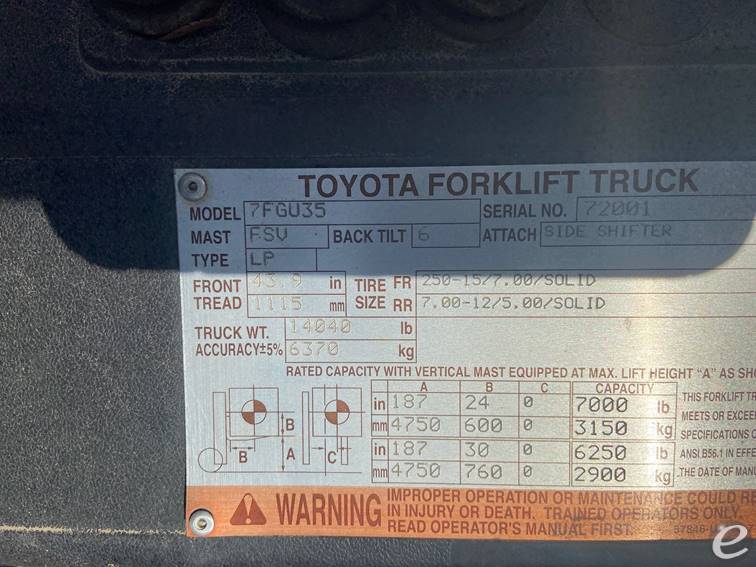 TOYOTA FORKLIFT TRUCK
MODEL 7FGU35 SERIAL NO. 72001
MAST FSV BACK TILT 6 ATTACH SIDE SHIFTER
TYPE LP
FRONT TREAD 43.9 in 1115 mm
TIRE SIZE FR 250-15/7.00/SOLID
RR 7.00-12/5.00/SOLID
TRUCK WT. 14040 lb
ACCURACY±5% 6370 kg
RATED CAPACITY WITH VERTICAL MAST EQUIPPED AT MAX. LIFT HEIGHT "A" AS SHO
A B C CAPACITY
in 187 24 0 7000 lb
mm 4750 600 0 3150 kg
in 187 30 0 6250 lb
mm 4750 760 0 2900 kg
B
B A C
THIS FORKLIFT TR
MEETS OR EXCEE
SPECIFICATIONS O
ANSI B56.1 IN EFFE
THE DATE OF MANU
WARNING
IMPROPER OPERATION OR MAINTENANCE COULD
IN INJURY OR DEATH. TRAINED OPERATORS ONLY.
READ OPERATOR'S MANUAL FIRST.
e